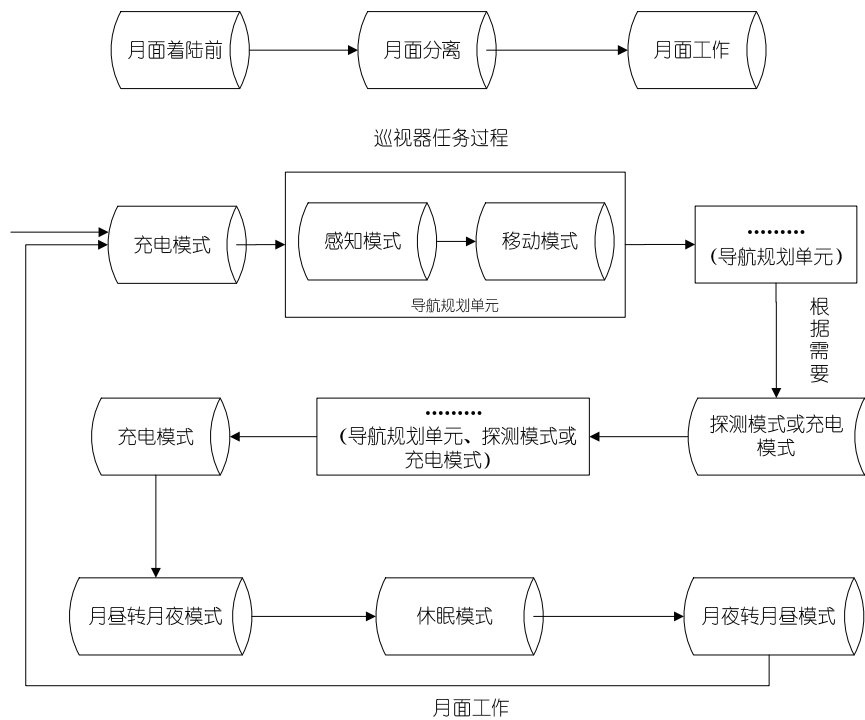 月面着陆前
月面分离
月面工作
巡视器任务过程
充电模式
感知模式
移动模式
导航规划单元
………
(导航规划单元)
根据需要
探测模式或充电
模式
………
(导航规划单元、探测模式或
充电模式)
充电模式
月昼转月夜模式
休眠模式
月夜转月昼模式
月面工作